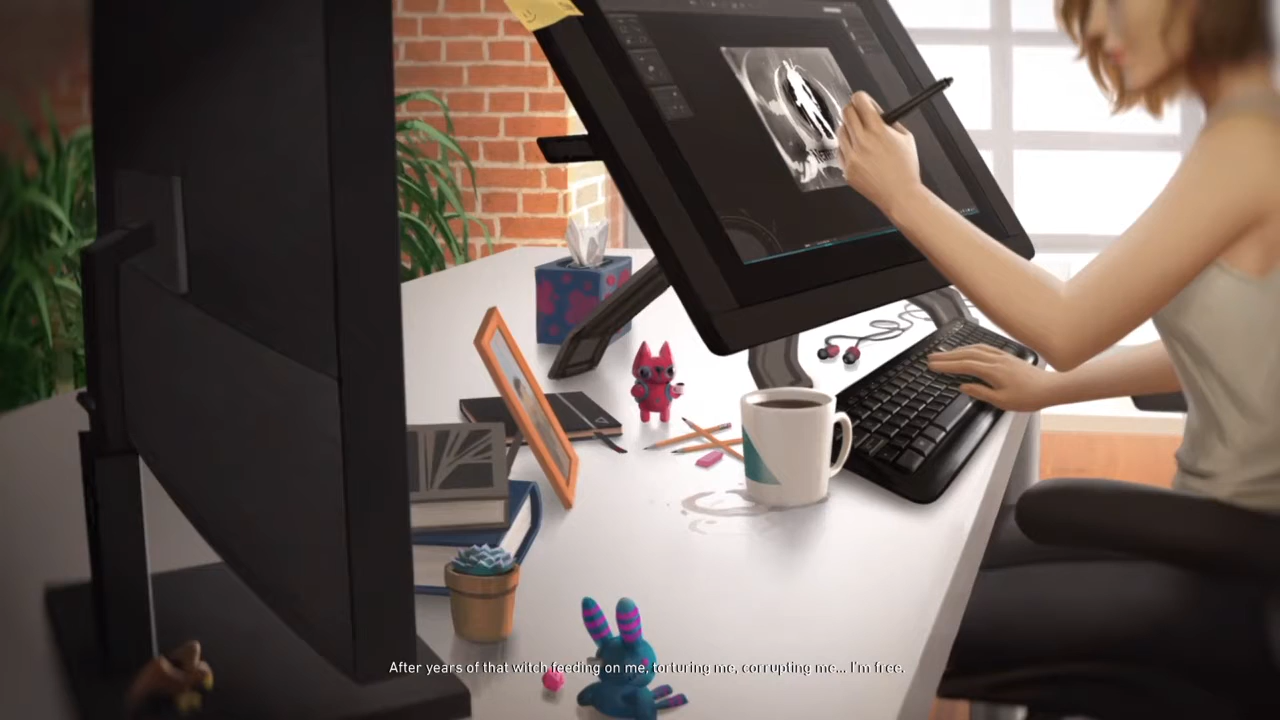 After years of that witch feeding on me, torturing me, corrupting me... I'm free.